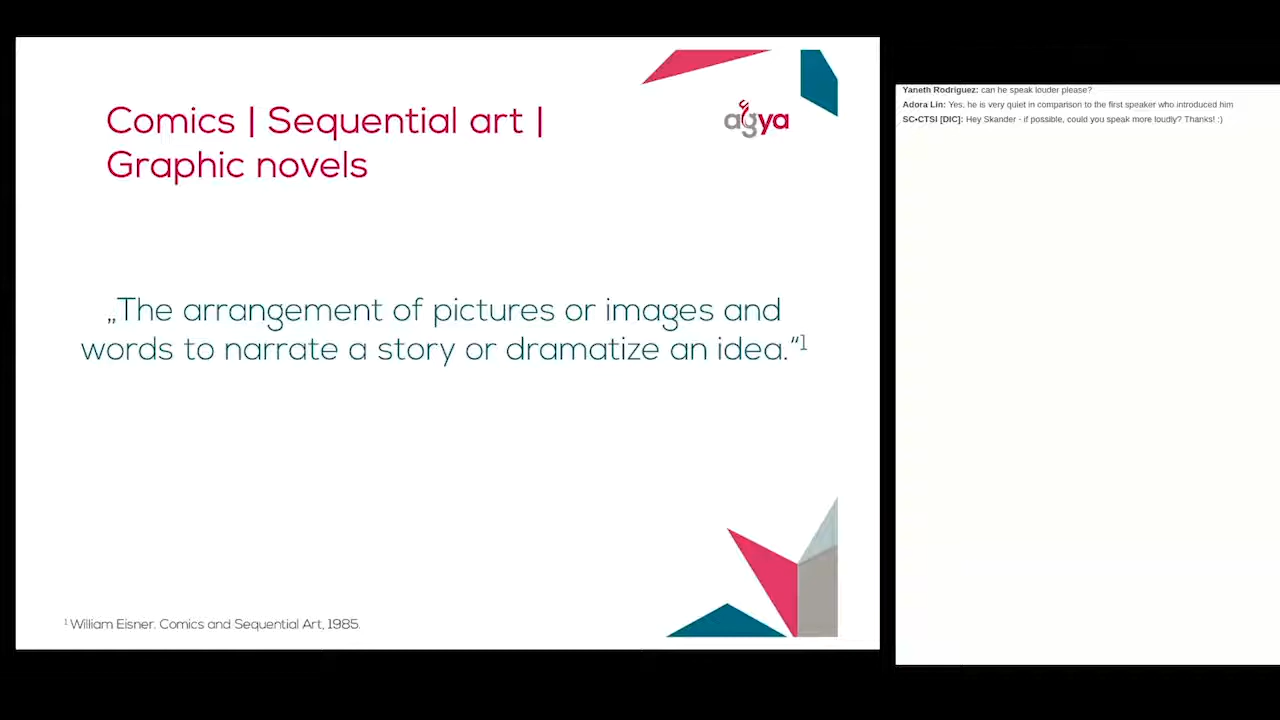 Comics | Sequential art |
Graphic novels
agya
„The arrangement of pictures or images and
words to narrate a story or dramatize an idea.“1
1 William Eisner. Comics and Sequential Art, 1985.
Yaneth Rodriguez: can he speak louder please?
Adora Lin: Yes, he is very quiet in comparison to the first speaker who introduced him
SC•CTSI [DIC]: Hey Skander - if possible, could you speak more loudly? Thanks! :)